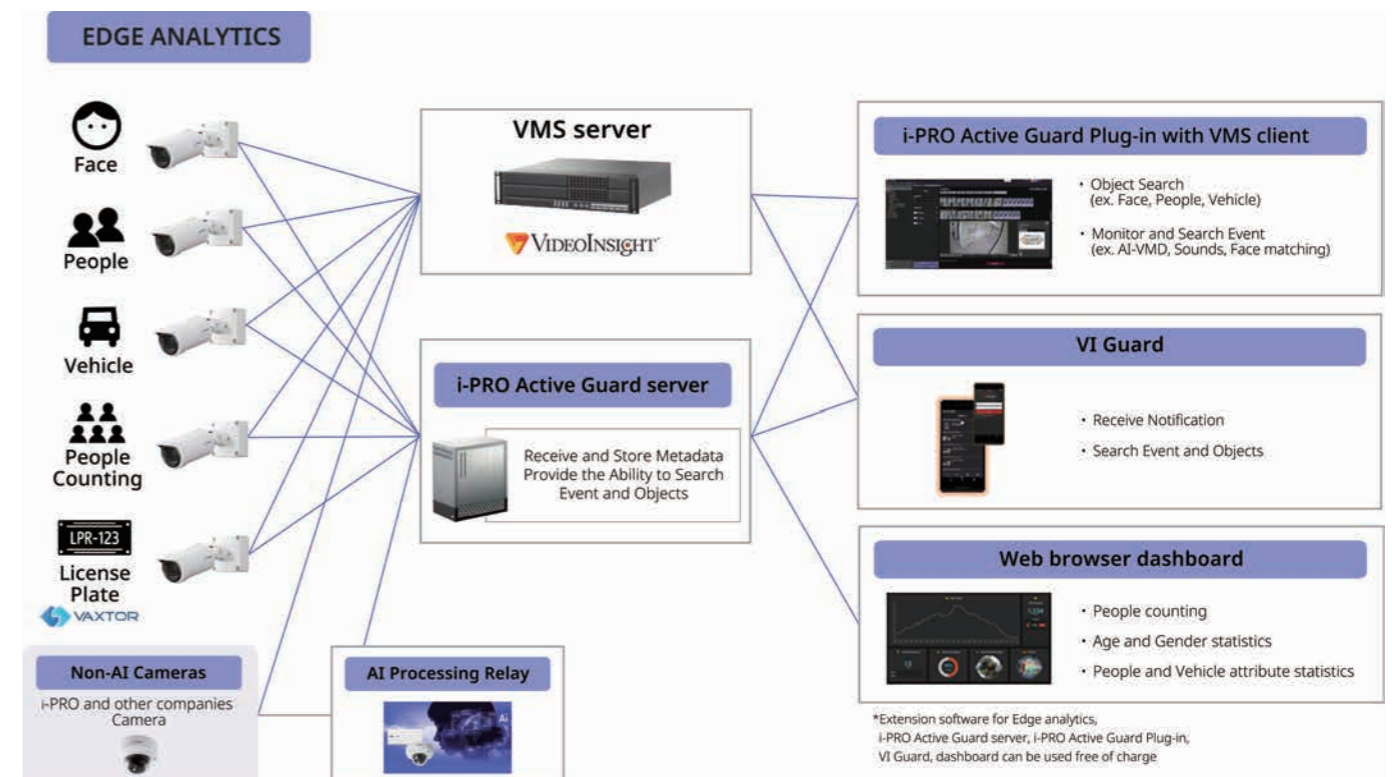 EDGE ANALYTICS
Face
People
Vehicle
People
Counting
LPR-123
License
Plate
VAXTOR
Non-AI Cameras
i-PRO and other companies
Camera
AI Processing Relay
Ai
VMS server
VIDEOINSIGHT
i-PRO Active Guard server
Receive and Store Metadata
Provide the Ability to Search
Event and Objects
i-PRO Active Guard Plug-in with VMS client
・ Object Search
(ex. Face, People, Vehicle)
・ Monitor and Search Event
(ex. AI-VMD, Sounds, Face matching)
VI Guard
・ Receive Notification
・ Search Event and Objects
Web browser dashboard
・ People counting
・ Age and Gender statistics
・ People and Vehicle attribute statistics
*Extension software for Edge analytics,
i-PRO Active Guard server, i-PRO Active Guard Plug-in,
VI Guard, dashboard can be used free of charge